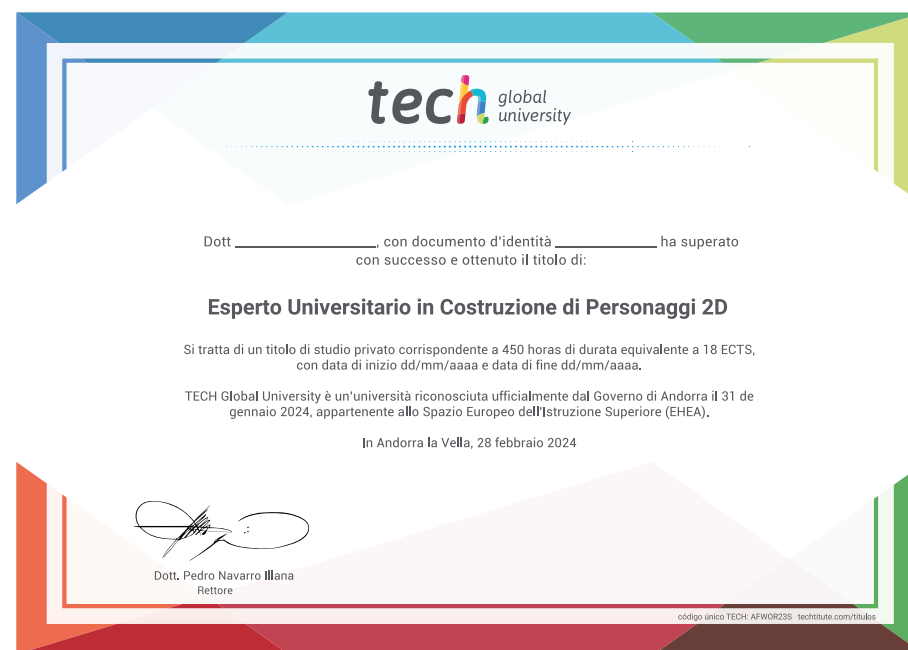 tech global university
Dott ________________, con documento d'identità ________________ ha superato
con successo e ottenuto il titolo di:
Esperto Universitario in Costruzione di Personaggi 2D
Si tratta di un titolo di studio privato corrispondente a 450 horas di durata equivalente a 18 ECTS,
con data di inizio dd/mm/aaaa e data di fine dd/mm/aaaa.
TECH Global University è un'università riconosciuta ufficialmente dal Governo di Andorra il 31 de
gennaio 2024, appartenente allo Spazio Europeo dell'Istruzione Superiore (EHEA).
In Andorra la Vella, 28 febbraio 2024
Dott. Pedro Navarro Illana
Rettore
código único TECH: AFWOR23S techtitute.com/titulos